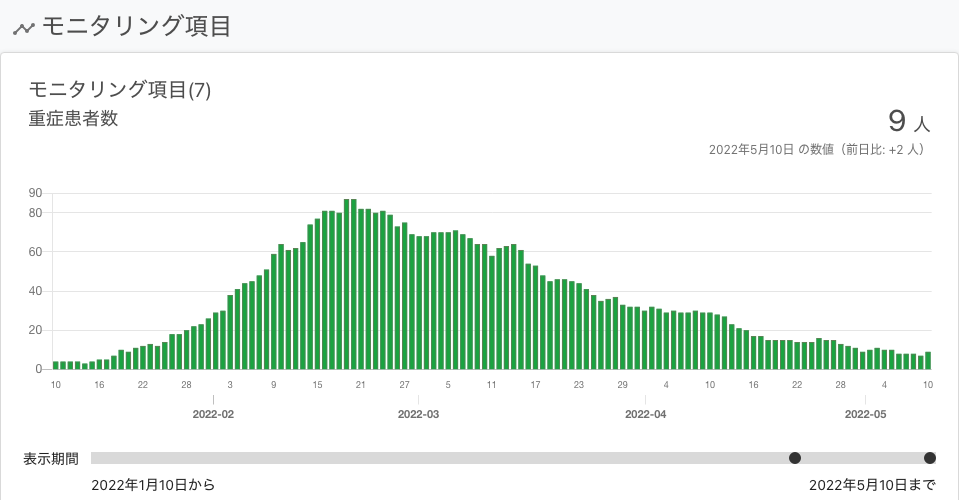 モニタリング項目
モニタリング項目(7)
重症患者数
9 人
2022年5月10日 の数値（前日比: +2 人）
90
80
60
40
20
0
10 16 22 28 3 9 15 21 27 5 11 17 23 29 4 10 16 22 28 4 10
2022-02 2022-03 2022-04 2022-05
表示期間
2022年1月10日から 2022年5月10日まで